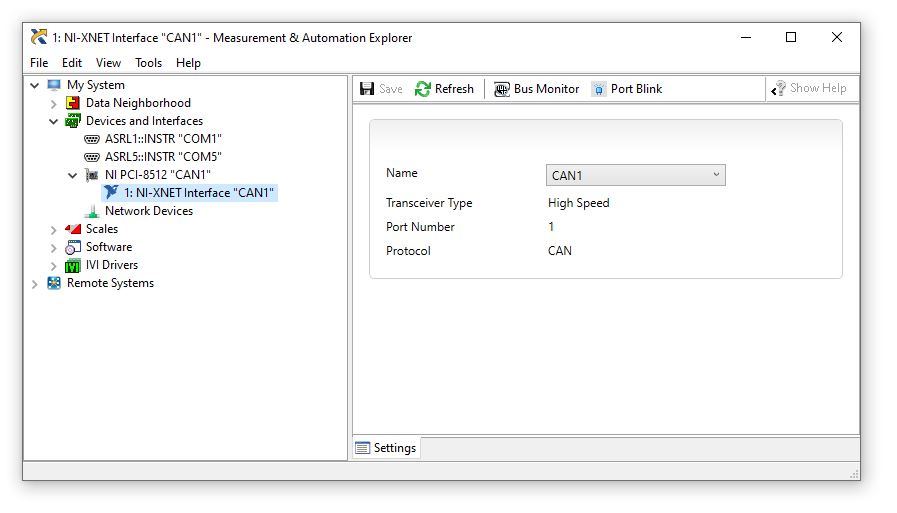 1: NI-XNET Interface "CAN1" - Measurement & Automation Explorer
File Edit View Tools Help
My System
Data Neighborhood
Devices and Interfaces
ASRL1::INSTR "COM1"
ASRL5::INSTR "COM5"
NI PCI-8512 "CAN1"
1: NI-XNET Interface "CAN1"
Network Devices
Scales
Software
IVI Drivers
Remote Systems
Save Refresh Bus Monitor Port Blink Show Help
Name CAN1
Transceiver Type High Speed
Port Number 1
Protocol CAN
Settings